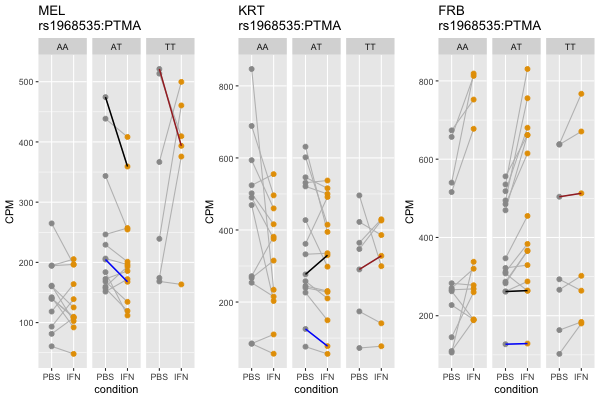 MEL
rs1968535:PTMA
AA AT TT
CPM
500
400
300
200
100
PBS IFN PBS IFN PBS IFN
condition
KRT
rs1968535:PTMA
AA AT TT
CPM
800
600
400
200
PBS IFN PBS IFN PBS IFN
condition
FRB
rs1968535:PTMA
AA AT TT
CPM
800
600
400
200
PBS IFN PBS IFN PBS IFN
condition